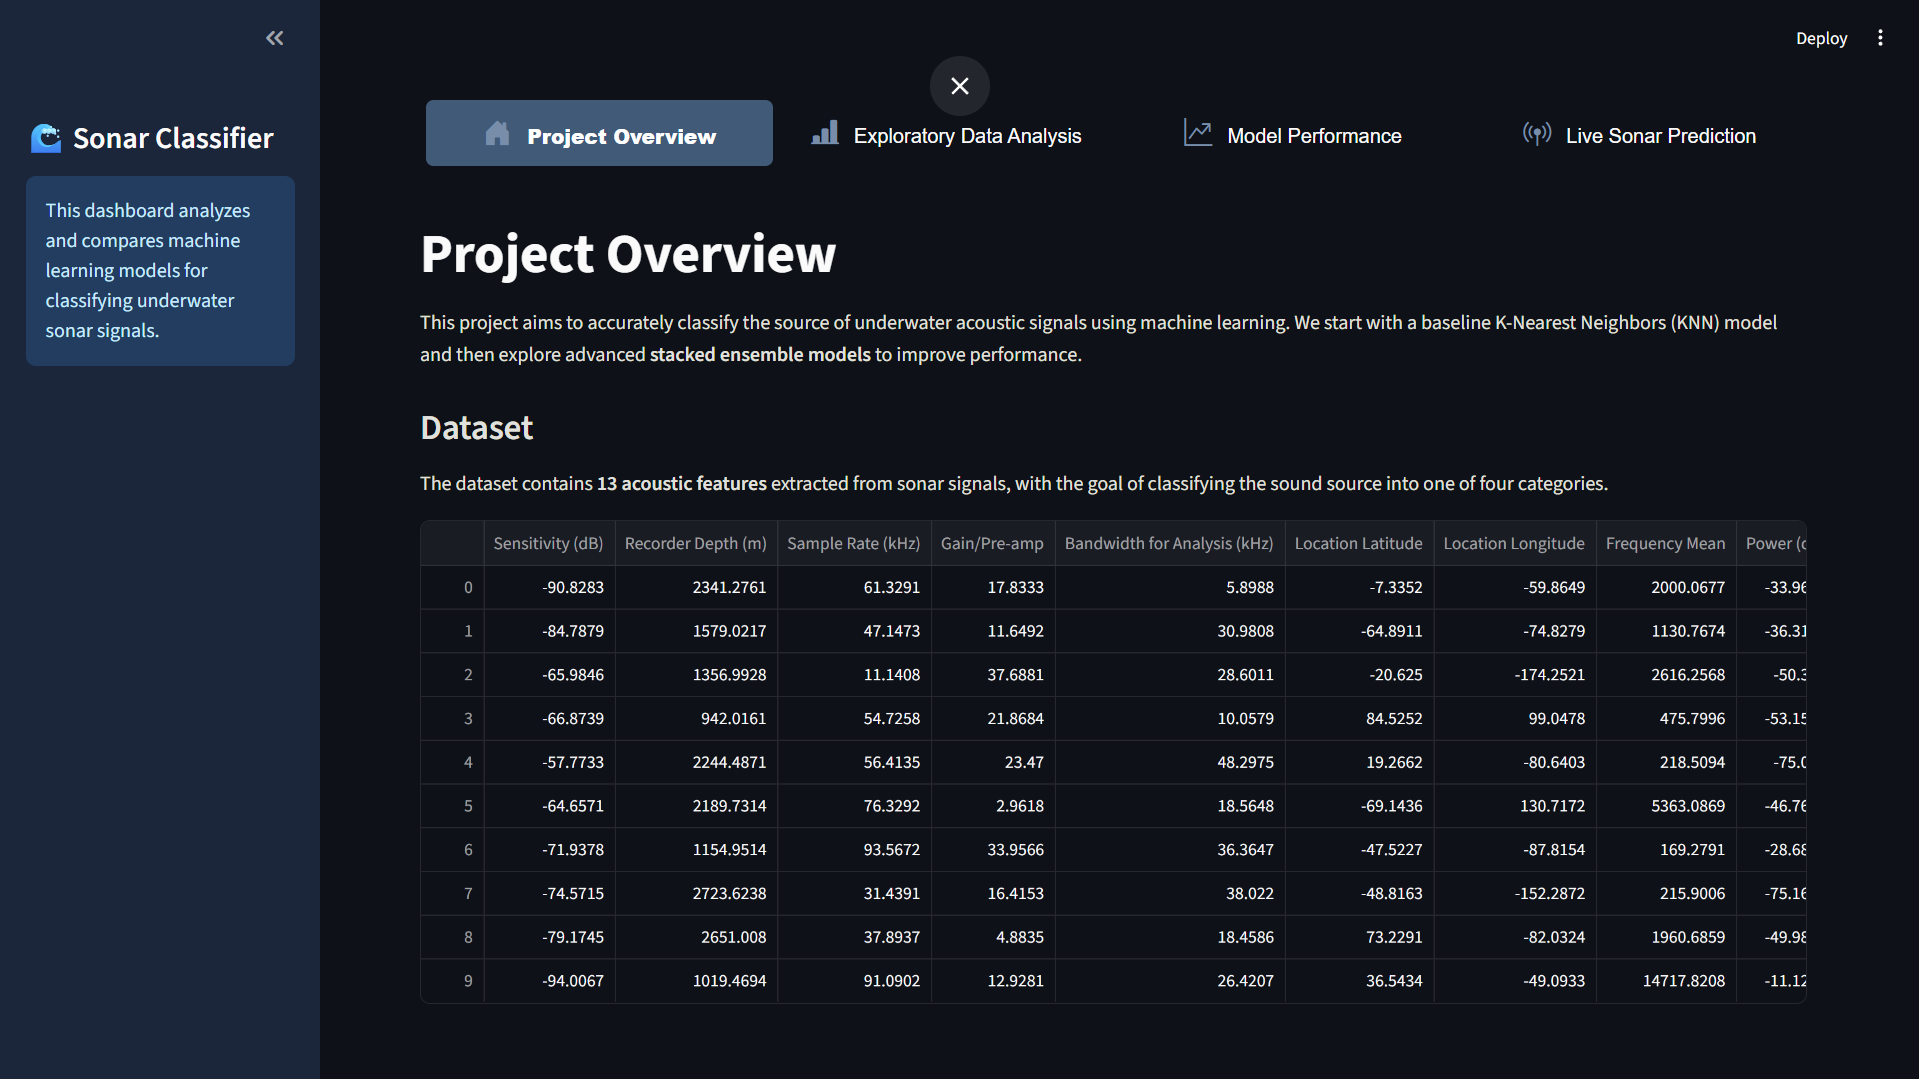 Deploy
Sonar Classifier
This dashboard analyzes
and compares machine
learning models for
classifying underwater
sonar signals.
Project Overview
Exploratory Data Analysis
Model Performance
Live Sonar Prediction
Project Overview
This project aims to accurately classify the source of underwater acoustic signals using machine learning. We start with a baseline K-Nearest Neighbors (KNN) model
and then explore advanced stacked ensemble models to improve performance.
Dataset
The dataset contains 13 acoustic features extracted from sonar signals, with the goal of classifying the sound source into one of four categories.
Sensitivity (dB) Recorder Depth (m) Sample Rate (kHz) Gain/Pre-amp Bandwidth for Analysis (kHz) Location Latitude Location Longitude Frequency Mean Power (
0 -90.8283 2341.2761 61.3291 17.8333 5.8988 -7.3352 -59.8649 2000.0677 -33.96
1 -84.7879 1579.0217 47.1473 11.6492 30.9808 -64.8911 -74.8279 1130.7674 -36.31
2 -65.9846 1356.9928 11.1408 37.6881 28.6011 -20.625 -174.2521 2616.2568 -50.3
3 -66.8739 942.0161 54.7258 21.8684 10.0579 84.5252 99.0478 475.7996 -53.15
4 -57.7733 2244.4871 56.4135 23.47 48.2975 19.2662 -80.6403 218.5094 -75.0
5 -64.6571 2189.7314 76.3292 2.9618 18.5648 -69.1436 130.7172 5363.0869 -46.76
6 -71.9378 1154.9514 93.5672 33.9566 36.3647 -47.5227 -87.8154 169.2791 -28.68
7 -74.5715 2723.6238 31.4391 16.4153 38.022 -48.8163 -152.2872 215.9006 -75.16
8 -79.1745 2651.008 37.8937 4.8835 18.4586 73.2291 -82.0324 1960.6859 -49.98
9 -94.0067 1019.4694 91.0902 12.9281 26.4207 36.5434 -49.0933 14717.8208 -11.12